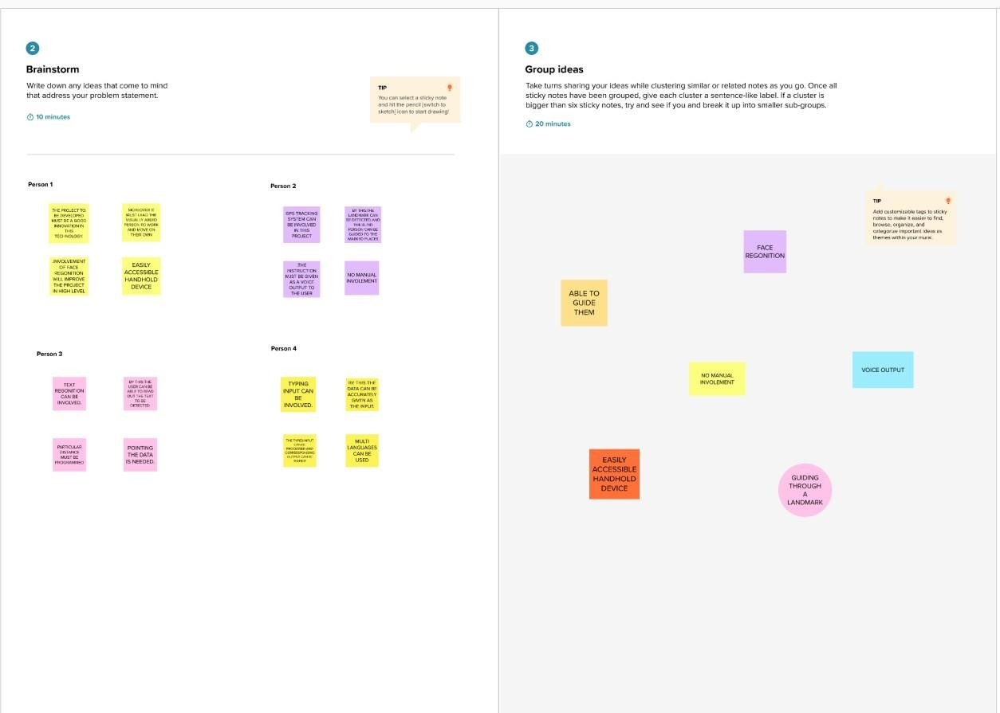 2
Brainstorm
Write down any ideas that come to mind
that address your problem statement.
10 minutes
TIP
You can select a sticky note
and hit the pencil [switch to
sketch] icon to start drawing!
Person 1
THE PROJECT TO
BE DEVELOPED
MUST BE A GOOD
INNOVATION IN
THIS
TECHNOLOGY.
MOREOVER IT
MUST LEAD THE
VISUALLY ABLED
PERSON TO WORK
AND MOVE ON
THEIR OWN
.INVOLVEMENT
OF FACE
REGONITION
WILL IMPROVE
THE PROJECT
IN HIGH LEVEL
EASILY
ACCESSIBLE
HANDHOLD
DEVICE
Person 2
GPS TRACKING
SYSTEM CAN
BE INVOLVED
IN THIS
PROJECT
BY THIS THE
LANDMARK CAN
BE DETECTED AND
THE BLIND
PERSON CAN BE
GUIDED TO THE
MARKED PLACES
.THE
INSTRUCTION
MUST BE GIVEN
AS A VOICE
OUTPUT TO
THE USER
NO MANUAL
INVOLEMENT
Person 3
TEXT
REGONITION
CAN BE
INVOLVED.
BY THIS THE
USER CAN BE
ABLE TO READ
OUT THE TEXT
TO BE
DETECTED
PARTICULAR
DISTANCE
MUST BE
PROGRAMMED
POINTING
THE DATA
IS NEEDED.
Person 4
TYPING
INPUT CAN
BE
INVOLVED.
BY THIS THE
DATA CAN BE
ACCURATELY
GIVEN AS
THE INPUT.
THE TYPED INPUT
CAN BE
PROCESSED AND
CORRESSPONDING
OUTPUT CAN BE
MULTI
LANGUAGES
CAN BE
USED
3
Group ideas
Take turns sharing your ideas while clustering similar or related notes as you go. Once all
sticky notes have been grouped, give each cluster a sentence-like label. If a cluster is
bigger than six sticky notes, try and see if you and break it up into smaller sub-groups.
20 minutes
TIP
Add customizable tags to sticky
notes to make it easier to find,
browse, organize, and
categorize important ideas as
themes within your mural.
FACE
REGONITION
ABLE TO
GUIDE
THEM
NO MANUAL
INVOLEMENT
VOICE OUTPUT
EASILY
ACCESSIBLE
HANDHOLD
DEVICE
GUIDING
THROUGH
A
LANDMARK